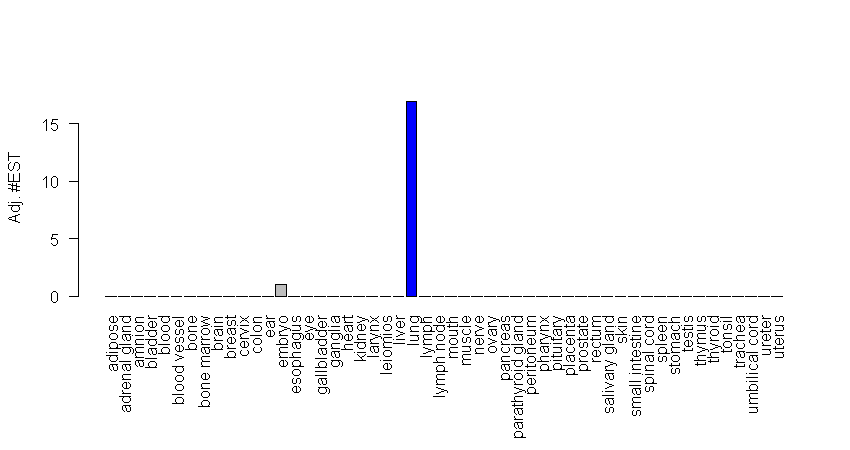 Adj. #EST
15
10
5
0
adipose
adrenal gland
amnion
bladder
blood
blood vessel
bone
bone marrow
brain
breast
cervix
colon
ear
embryo
esophagus
eye
gallbladder
ganglia
heart
kidney
larynx
leiomios
liver
lung
lymph
lymph node
mouth
muscle
nerve
ovary
pancreas
parathyroid gland
peritoneum
pharynx
pituitary
placenta
prostate
rectum
salivary gland
skin
small intestine
spinal cord
spleen
stomach
testis
thymus
thyroid
tonsil
trachea
umbilical cord
ureter
uterus